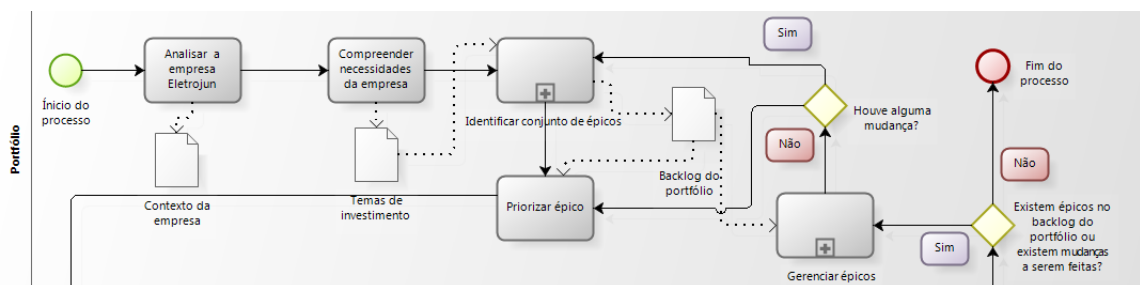 Portfólio
Ínicio do
processo
Analisar a
empresa
Eletrojun
Contexto da
empresa
Compreender
necessidades
da empresa
Temas de
investimento
Identificar conjunto de épicos
Priorizar épico
Backlog do
portfólio
Sim
Houve alguma
mudança?
Não
Gerenciar épicos
Sim
Fim do
processo
Não
Existem épicos no
backlog do
portfólio ou
existem mudanças
a serem feitas?